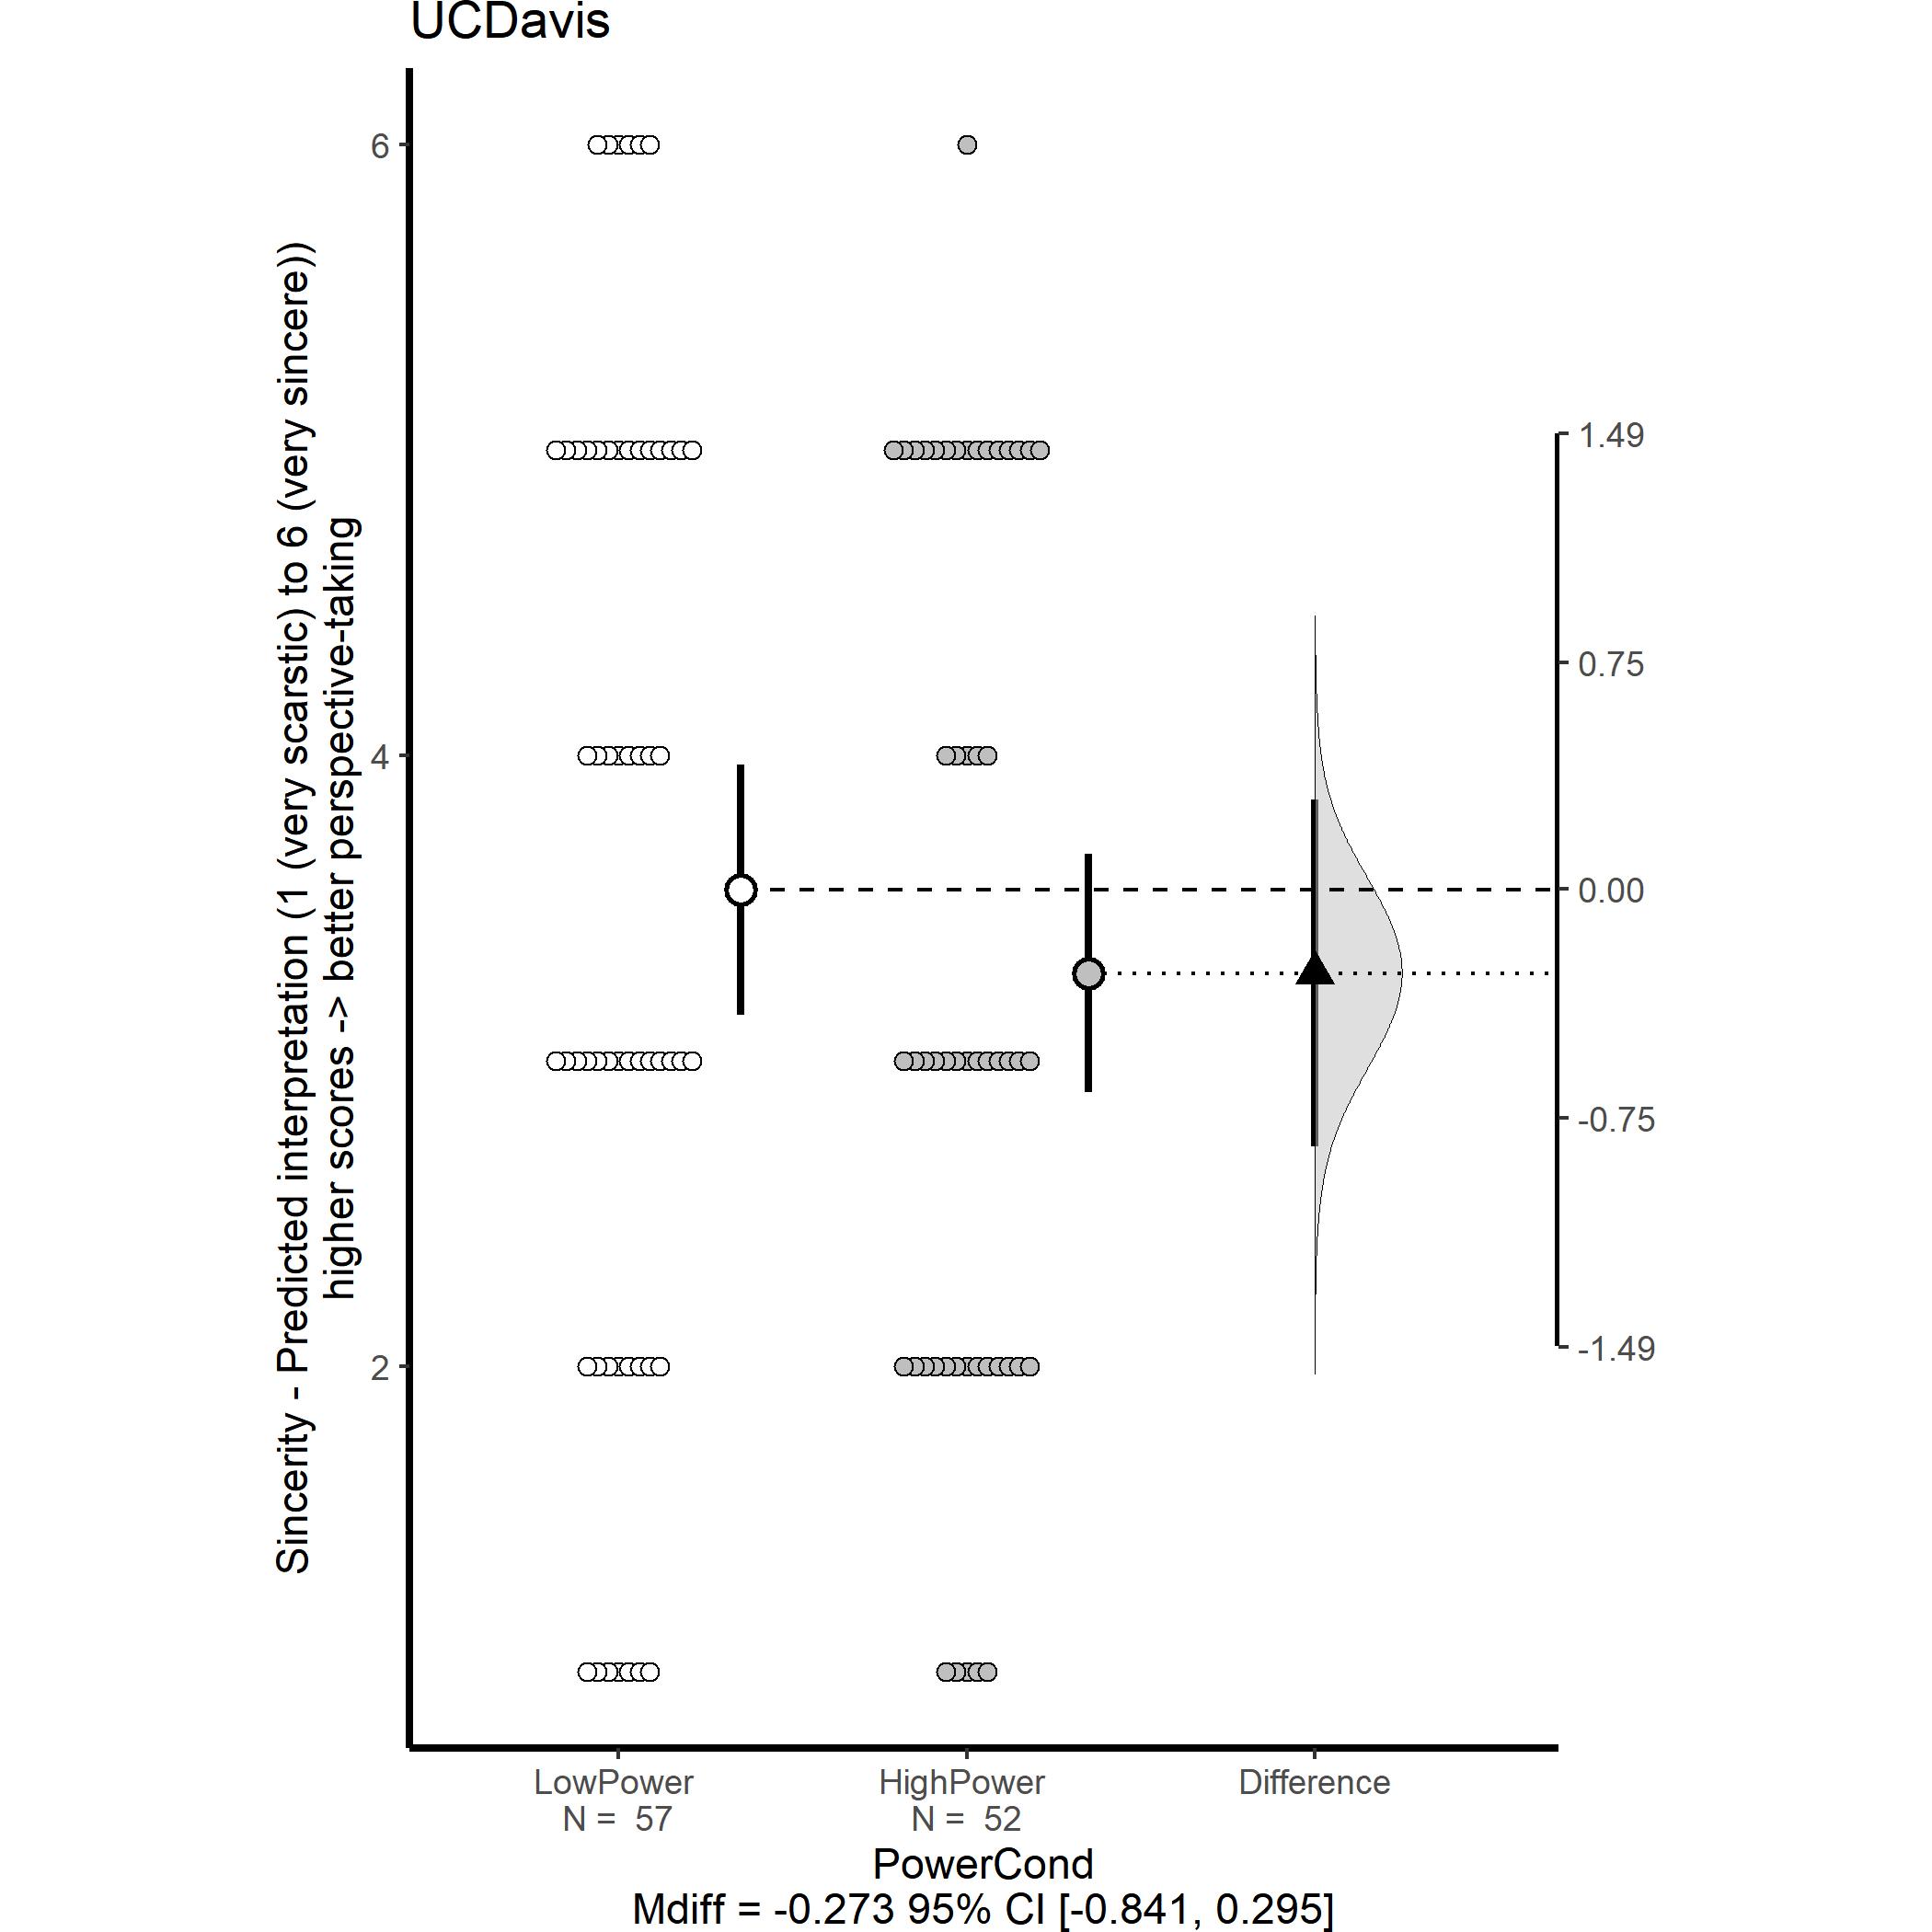 UCDavis
Sincerity - Predicted interpretation (1 (very scarstic) to 6 (very sincere))
higher scores -> better perspective-taking
6
4
2
1.49
0.75
0.00
-0.75
-1.49
LowPower
N =  57
HighPower
N =  52
Difference
PowerCond
Mdiff = -0.273 95% CI [-0.841, 0.295]